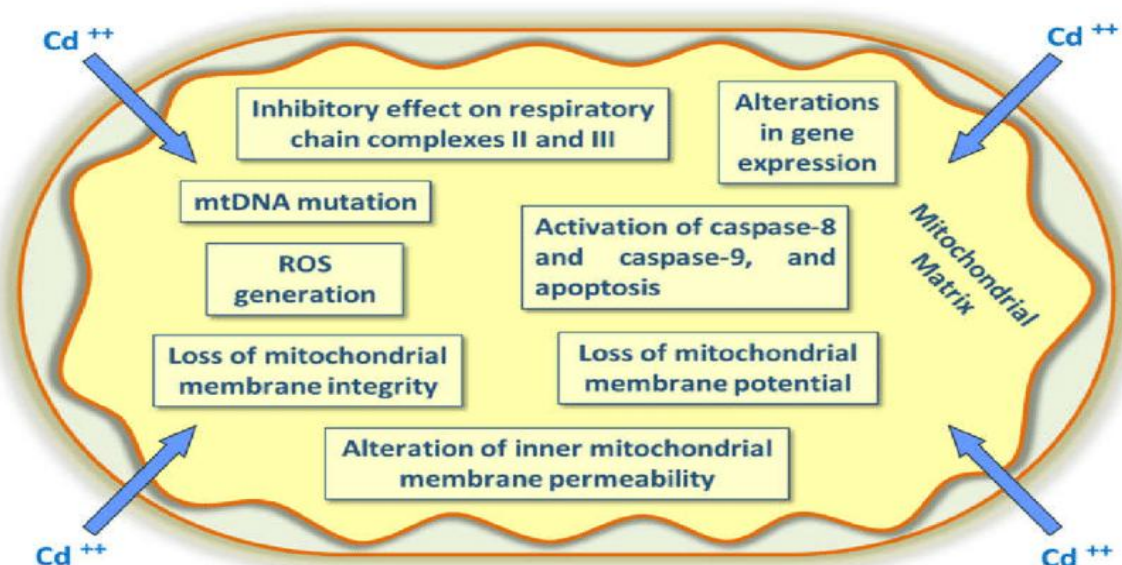 Cd ++
Cd ++
Inhibitory effect on respiratory
chain complexes II and III
Alterations
in gene
expression
mtDNA mutation
Activation of caspase-8
and caspase-9, and
apoptosis
Mitochondrial
Matrix
ROS
generation
Loss of mitochondrial
membrane integrity
Loss of mitochondrial
membrane potential
Alteration of inner mitochondrial
membrane permeability
Cd ++
Cd ++